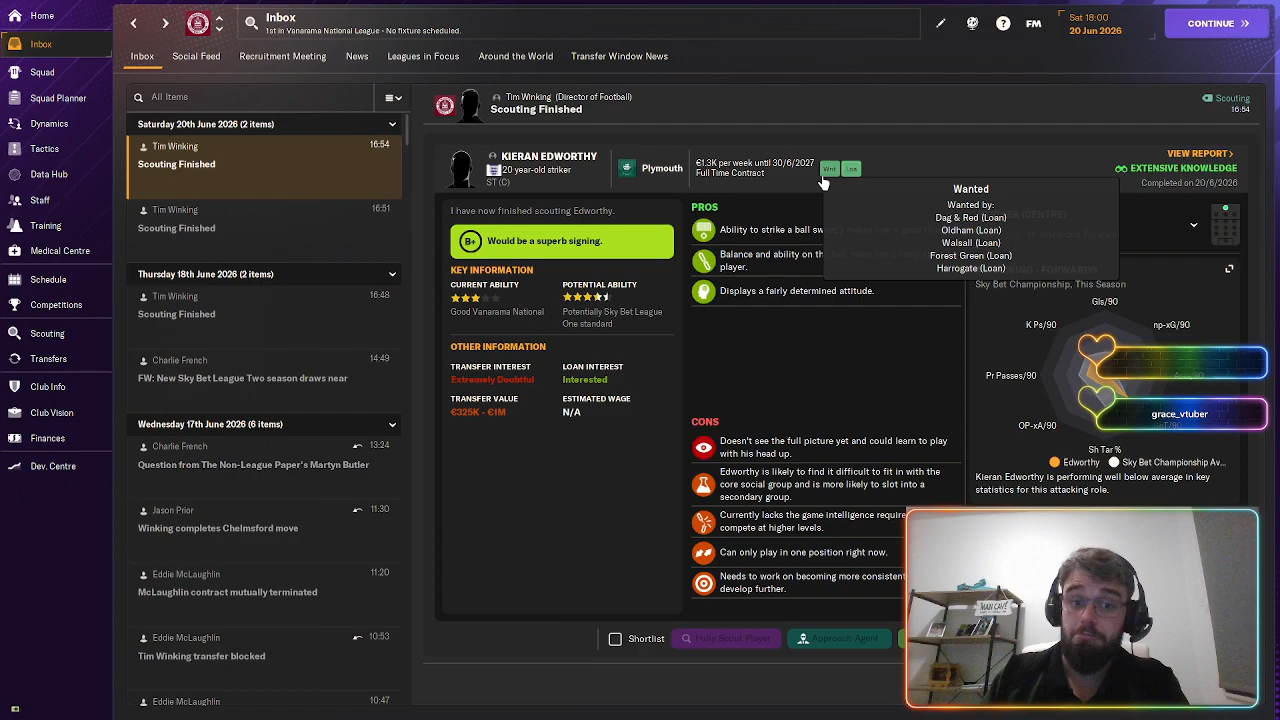 Home
Inbox
Squad
Squad Planner
Dynamics
Tactics
Data Hub
Staff
Training
Medical Centre
Schedule
Competitions
Scouting
Transfers
Club Info
Club Vision
Finances
Dev. Centre
Inbox
1st in Vanarama National League - No fixture scheduled.
FM
Sat 18:00
20 Jun 2026
CONTINUE
Inbox
Social Feed
Recruitment Meeting
News
Leagues in Focus
Around the World
Transfer Window News
All Items
Saturday 20th June 2026 (2 items)
Tim Winking
16:54
Scouting Finished
Tim Winking
16:51
Scouting Finished
Thursday 18th June 2026 (2 items)
Tim Winking
16:48
Scouting Finished
Charlie French
14:49
FW: New Sky Bet League Two season draws near
Wednesday 17th June 2026 (6 items)
Charlie French
13:24
Question from The Non-League Paper's Martyn Butler
Jason Prior
11:30
Winking completes Chelmsford move
Eddie McLaughlin
11:20
McLaughlin contract mutually terminated
Eddie McLaughlin
10:53
Tim Winking transfer blocked
Eddie McLaughlin
10:47
Tim Winking (Director of Football)
Scouting Finished
Scouting
16:54
KIERAN EDWORTHY
20 year-old striker
ST (C)
Plymouth
€1.3K per week until 30/6/2027
Full Time Contract
Wnt
Loa
VIEW REPORT
EXTENSIVE KNOWLEDGE
Completed on 20/6/2026
Wanted
Wanted by:
Dag & Red (Loan)
Oldham (Loan)
Walsall (Loan)
Forest Green (Loan)
Harrogate (Loan)
I have now finished scouting Edworthy.
B+
Would be a superb signing.
KEY INFORMATION
CURRENT ABILITY
Good Vanarama National
POTENTIAL ABILITY
Potentially Sky Bet League
One standard
OTHER INFORMATION
TRANSFER INTEREST
Extremely Doubtful
LOAN INTEREST
Interested
TRANSFER VALUE
€325K - €1M
ESTIMATED WAGE
N/A
PROS
Ability to strike a ball
Balance and ability on the
player.
Displays a fairly determined attitude.
CONS
Doesn't see the full picture yet and could learn to play
with his head up.
Edworthy is likely to find it difficult to fit in with the
core social group and is more likely to slot into a
secondary group.
Currently lacks the game intelligence
compete at higher levels.
Can only play in one position right now.
Needs to work on becoming more consistent
develop further.
- FORWARDS
Sky Bet Championship, This Season
Gls/90
K Ps/90
np-xG/90
Pr Passes/90
OP-xA/90
Sh Tar %
Edworthy
Sky Bet Championship Av...
Kieran Edworthy is performing well below average in key
statistics for this attacking role.
grace_vtuber
MAN CAVE
Shortlist
Fully Scout Player
Approach Agent